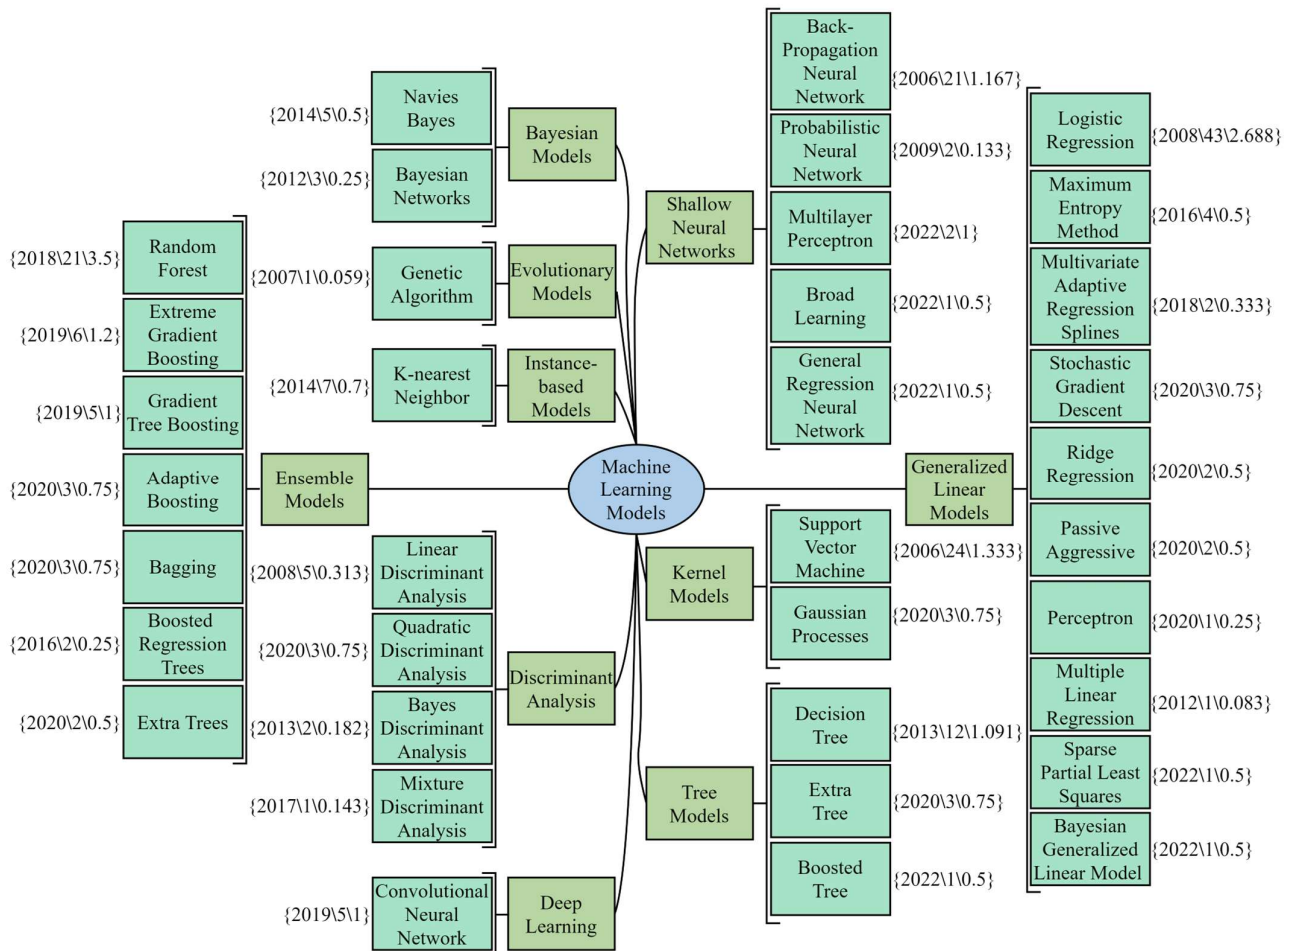 Machine
Learning
Models
Bayesian
Models
Navies
Bayes
{2014\5\0.5}
Bayesian
Networks
{2012\3\0.25}
Evolutionary
Models
Genetic
Algorithm
{2007\1\0.059}
Instance-
based
Models
K-nearest
Neighbor
{2014\7\0.7}
Ensemble
Models
Random
Forest
{2018\21\3.5}
Extreme
Gradient
Boosting
{2019\6\1.2}
Gradient
Tree Boosting
{2019\5\1}
Adaptive
Boosting
{2020\3\0.75}
Bagging
{2020\3\0.75}
Boosted
Regression
Trees
{2016\2\0.25}
Extra Trees
{2020\2\0.5}
Discriminant
Analysis
Linear
Discriminant
Analysis
{2008\5\0.313}
Quadratic
Discriminant
Analysis
{2020\3\0.75}
Bayes
Discriminant
Analysis
{2013\2\0.182}
Mixture
Discriminant
Analysis
{2017\1\0.143}
Deep
Learning
Convolutional
Neural
Network
{2019\5\1}
Shallow
Neural
Networks
Back-
Propagation
Neural
Network
{2006\21\1.167}
Probabilistic
Neural
Network
{2009\2\0.133}
Multilayer
Perceptron
{2022\2\1}
Broad
Learning
{2022\1\0.5}
General
Regression
Neural
Network
{2022\1\0.5}
Generalized
Linear
Models
Logistic
Regression
{2008\43\2.688}
Maximum
Entropy
Method
{2016\4\0.5}
Multivariate
Adaptive
Regression
Splines
{2018\2\0.333}
Stochastic
Gradient
Descent
{2020\3\0.75}
Ridge
Regression
{2020\2\0.5}
Passive
Aggressive
{2020\2\0.5}
Perceptron
{2020\1\0.25}
Multiple
Linear
Regression
{2012\1\0.083}
Sparse
Partial Least
Squares
{2022\1\0.5}
Bayesian
Generalized
Linear Model
{2022\1\0.5}
Kernel
Models
Support
Vector
Machine
{2006\24\1.333}
Gaussian
Processes
{2020\3\0.75}
Tree
Models
Decision
Tree
{2013\12\1.091}
Extra
Tree
{2020\3\0.75}
Boosted
Tree
{2022\1\0.5}